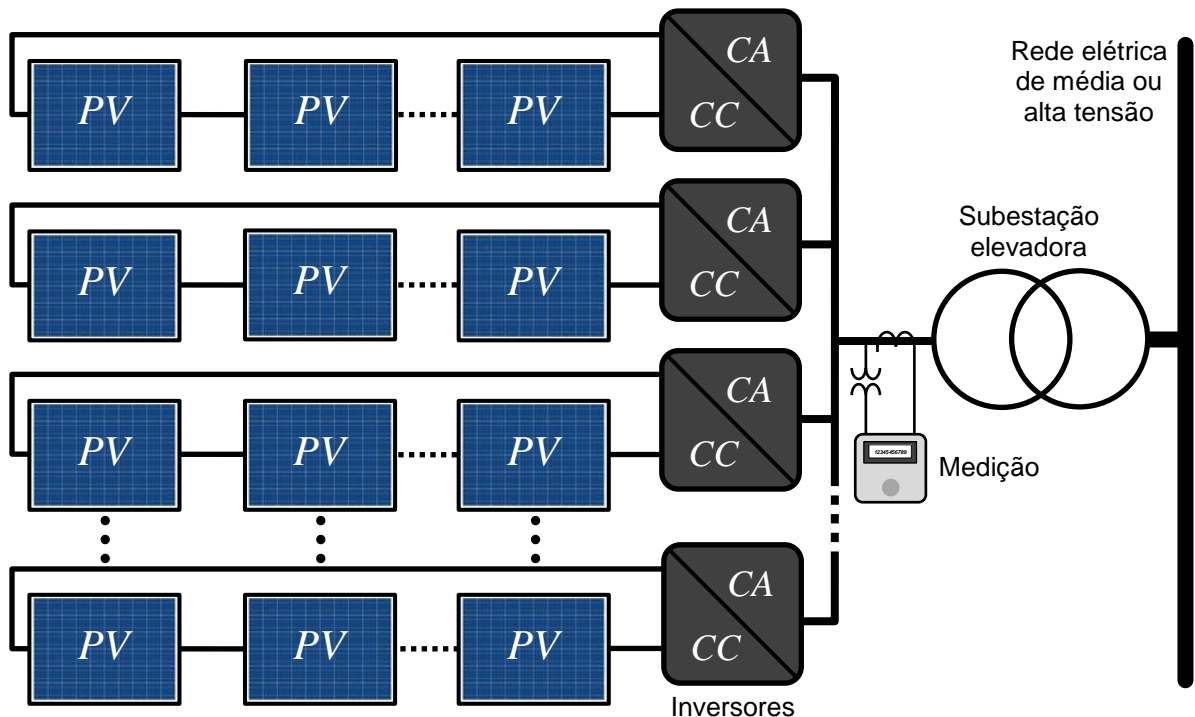 CA
CC
PV
PV
PV
Rede elétrica
de média ou
alta tensão
CA
CC
PV
PV
PV
Subestação
elevadora
CA
CC
PV
PV
PV
Medição
CA
CC
PV
PV
PV
Inversores